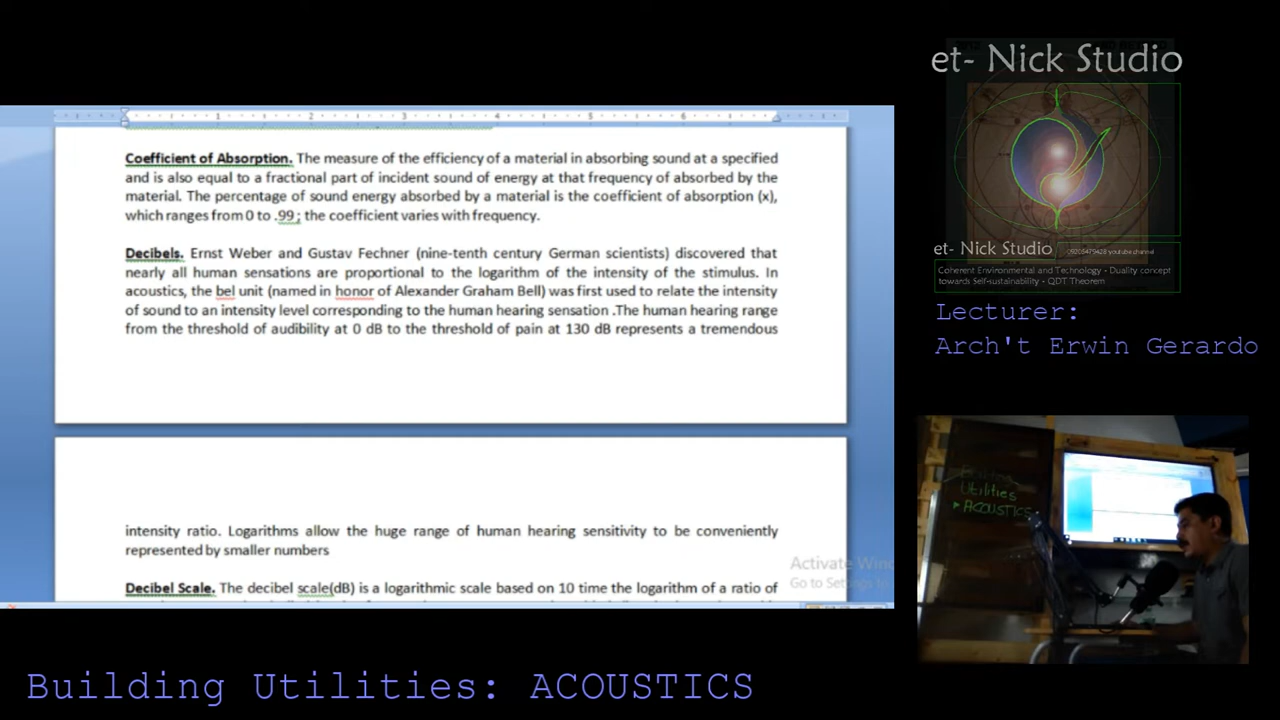 Coefficient of Absorption. The measure of the efficiency of a material in absorbing sound at a specified
and is also equal to a fractional part of incident sound of energy at that frequency of absorbed by the
material. The percentage of sound energy absorbed by a material is the coefficient of absorption (x),
which ranges from 0 to .99 ; the coefficient varies with frequency.
Decibels. Ernst Weber and Gustav Fechner (nine-tenth century German scientists) discovered that
nearly all human sensations are proportional to the logarithm of the intensity of the stimulus. In
acoustics, the bel unit (named in honor of Alexander Graham Bell) was first used to relate the intensity
of sound to an intensity level corresponding to the human hearing sensation .The human hearing range
from the threshold of audibility at 0 dB to the threshold of pain at 130 dB represents a tremendous
intensity ratio. Logarithms allow the huge range of human hearing sensitivity to be conveniently
represented by smaller numbers
Decibel Scale. The decibel scale(dB) is a logarithmic scale based on 10 time the logarithm of a ratio of
Activate Wind
Go to Settings
et- Nick Studio
et- Nick Studio
youtube channel
Coherent Environmental and Technology - Duality concept
towards Self-sustainability - QDT Theorem
Lecturer:
Arch't Erwin Gerardo
Building
Utilities
ACOUSTICS
Building Utilities: ACOUSTICS